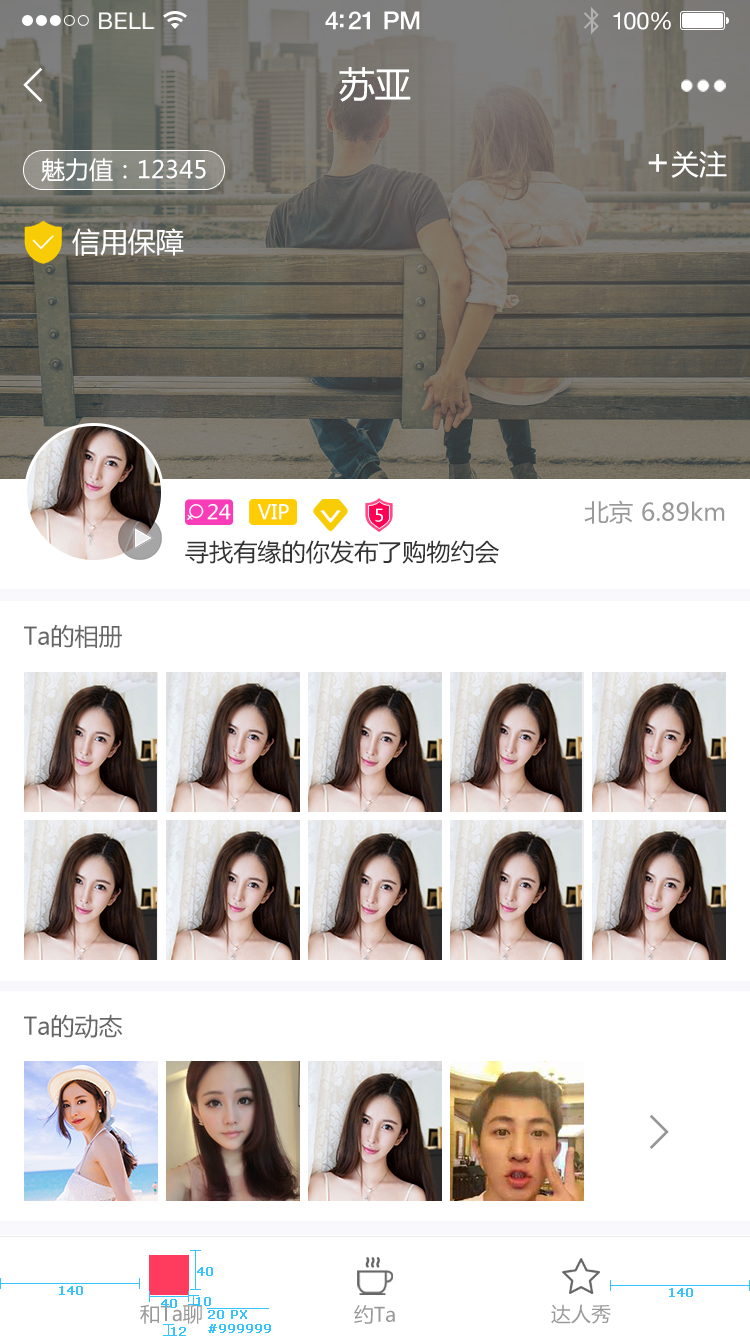 BELL 4:21 PM 100%
苏亚
魅力值：12345 +关注
信用保障
24 VIP 5 北京 6.89km
寻找有缘的你发布了购物约会
Ta的相册
Ta的动态
40
140 140
40 10
和Ta聊 约Ta 达人秀
20 PX
12 #999999